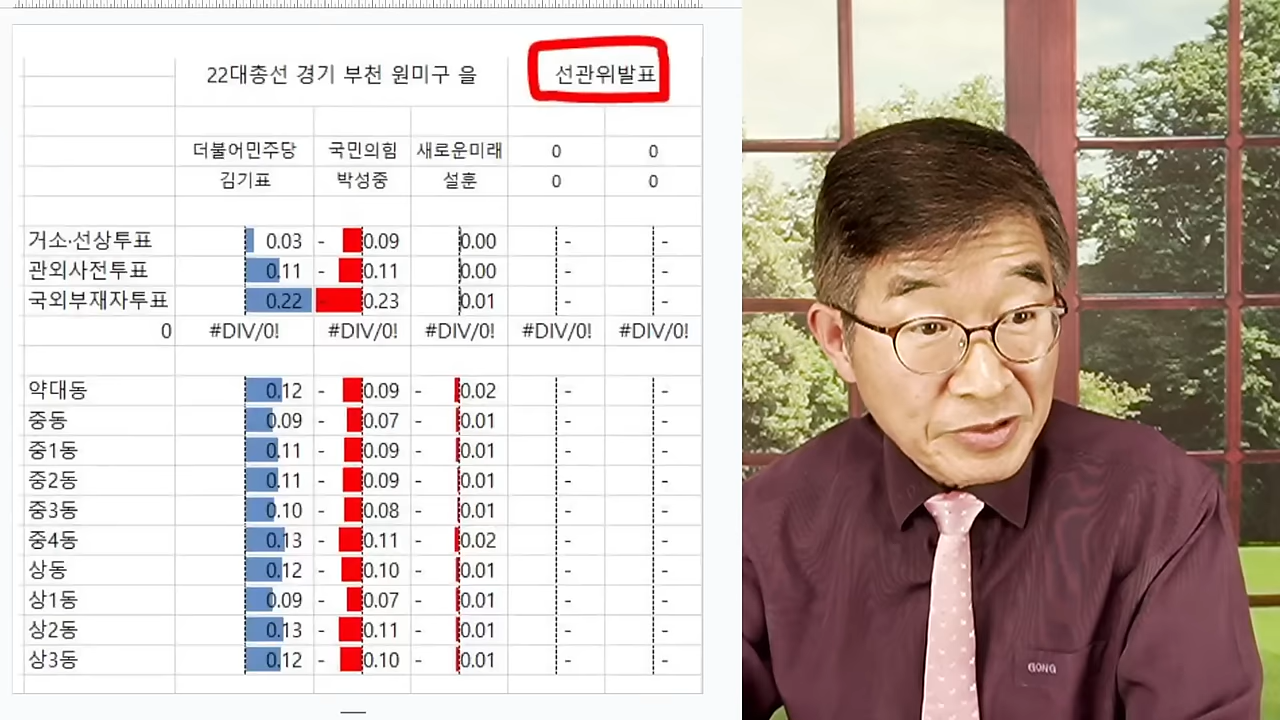 22대총선 경기 부천 원미구 을 선관위발표
더불어민주당 국민의힘 새로운미래 0 0
김기표 박성중 설훈 0 0
거소·선상투표 0.03 - 0.09 0.00 - -
관외사전투표 0.11 - 0.11 0.00 - -
국외부재자투표 0.22 - 0.23 0.01 - -
0 #DIV/0! #DIV/0! #DIV/0! #DIV/0! #DIV/0!
약대동 0.12 - 0.09 - 0.02 - -
중동 0.09 - 0.07 - 0.01 - -
중1동 0.11 - 0.09 - 0.01 - -
중2동 0.11 - 0.09 - 0.01 - -
중3동 0.10 - 0.08 - 0.01 - -
중4동 0.13 - 0.11 - 0.02 - -
상동 0.12 - 0.10 - 0.01 - -
상1동 0.09 - 0.07 - 0.01 - -
상2동 0.13 - 0.11 - 0.01 - -
상3동 0.12 - 0.10 - 0.01 - -
GONG